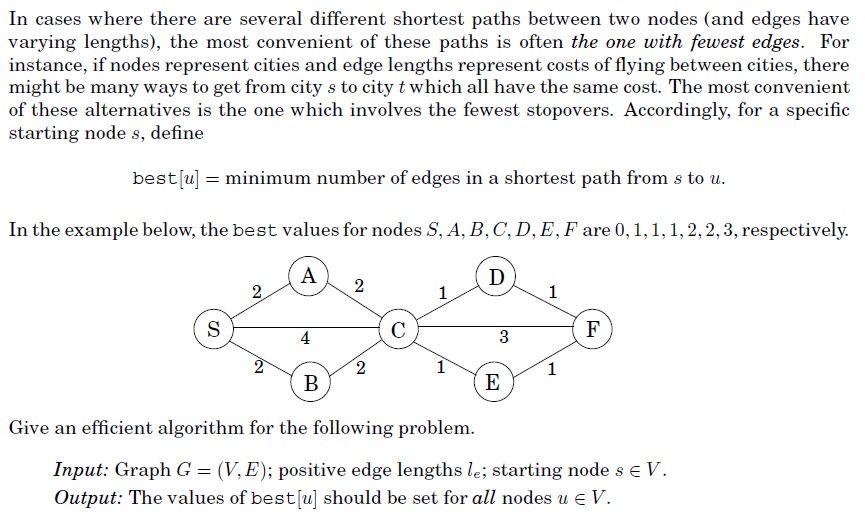 In cases where there are several different shortest paths between two nodes (and edges have
varying lengths), the most convenient of these paths is often the one with fewest edges. For
instance, if nodes represent cities and edge lengths represent costs of flying between cities, there
might be many ways to get from city s to city t which all have the same cost. The most convenient
of these alternatives is the one which involves the fewest stopovers. Accordingly, for a specific
starting node s, define
best[u] = minimum number of edges in a shortest path from s to u.
In the example below, the best values for nodes S, A, B, C, D, E, F are 0, 1, 1, 1, 2, 2, 3, respectively.
A D
2 2 1 1
S C F
4 3
2 2 1 1
B E
Give an efficient algorithm for the following problem.
Input: Graph G = (V, E); positive edge lengths lₑ; starting node s ∈ V.
Output: The values of best[u] should be set for all nodes u ∈ V.